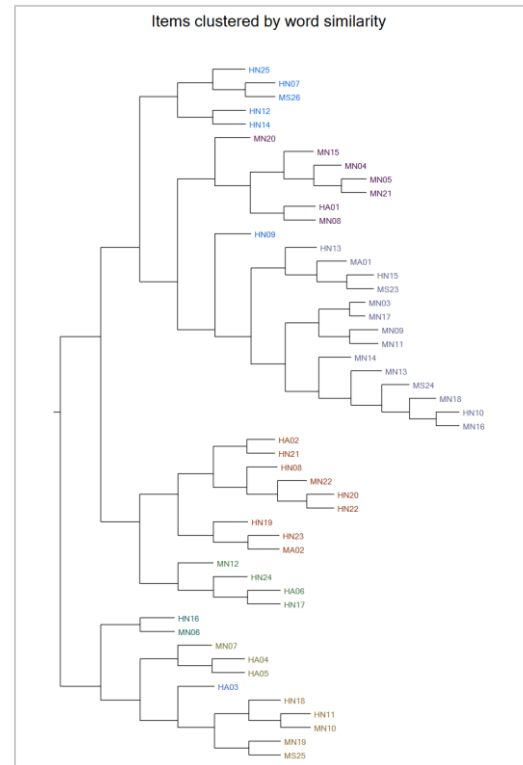 Items clustered by word similarity
HN25
HN07
MS26
HN12
HN14
MN20
MN15
MN04
MN05
MN21
HA01
MN08
HN09
HN13
MA01
HN15
MS23
MN03
MN17
MN09
MN11
MN14
MN13
MS24
MN18
HN10
MN16
HA02
HN21
HN08
MN22
HN20
HN22
HN19
HN23
MA02
MN12
HN24
HA06
HN17
HN16
MN06
MN07
HA04
HA05
HA03
HN18
HN11
MN10
MN19
MS25